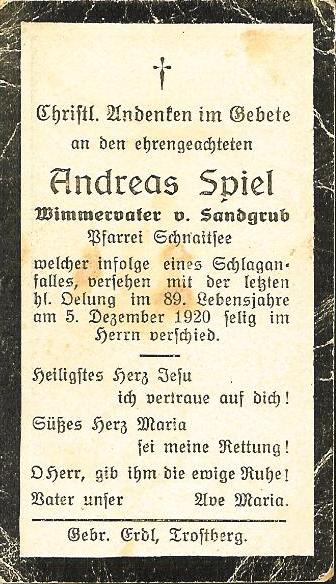 Christl. Andenken im Gebete
an den ehrengeachteten
Andreas Spiel
Wimmervater v. Sandgrub
Pfarrei Schnaitsee
welcher infolge eines Schlagan-
falles, versehen mit der letzten
hl. Oelung im 89. Lebensjahre
am 5. Dezember 1920 selig im
Herrn verschied.
Heiligstes Herz Jesu
ich vertraue auf dich!
Süßes Herz Maria
sei meine Rettung!
O Herr, gib ihm die ewige Ruhe!
Vater unser Ave Maria.
Gebr. Erdl, Trostberg.